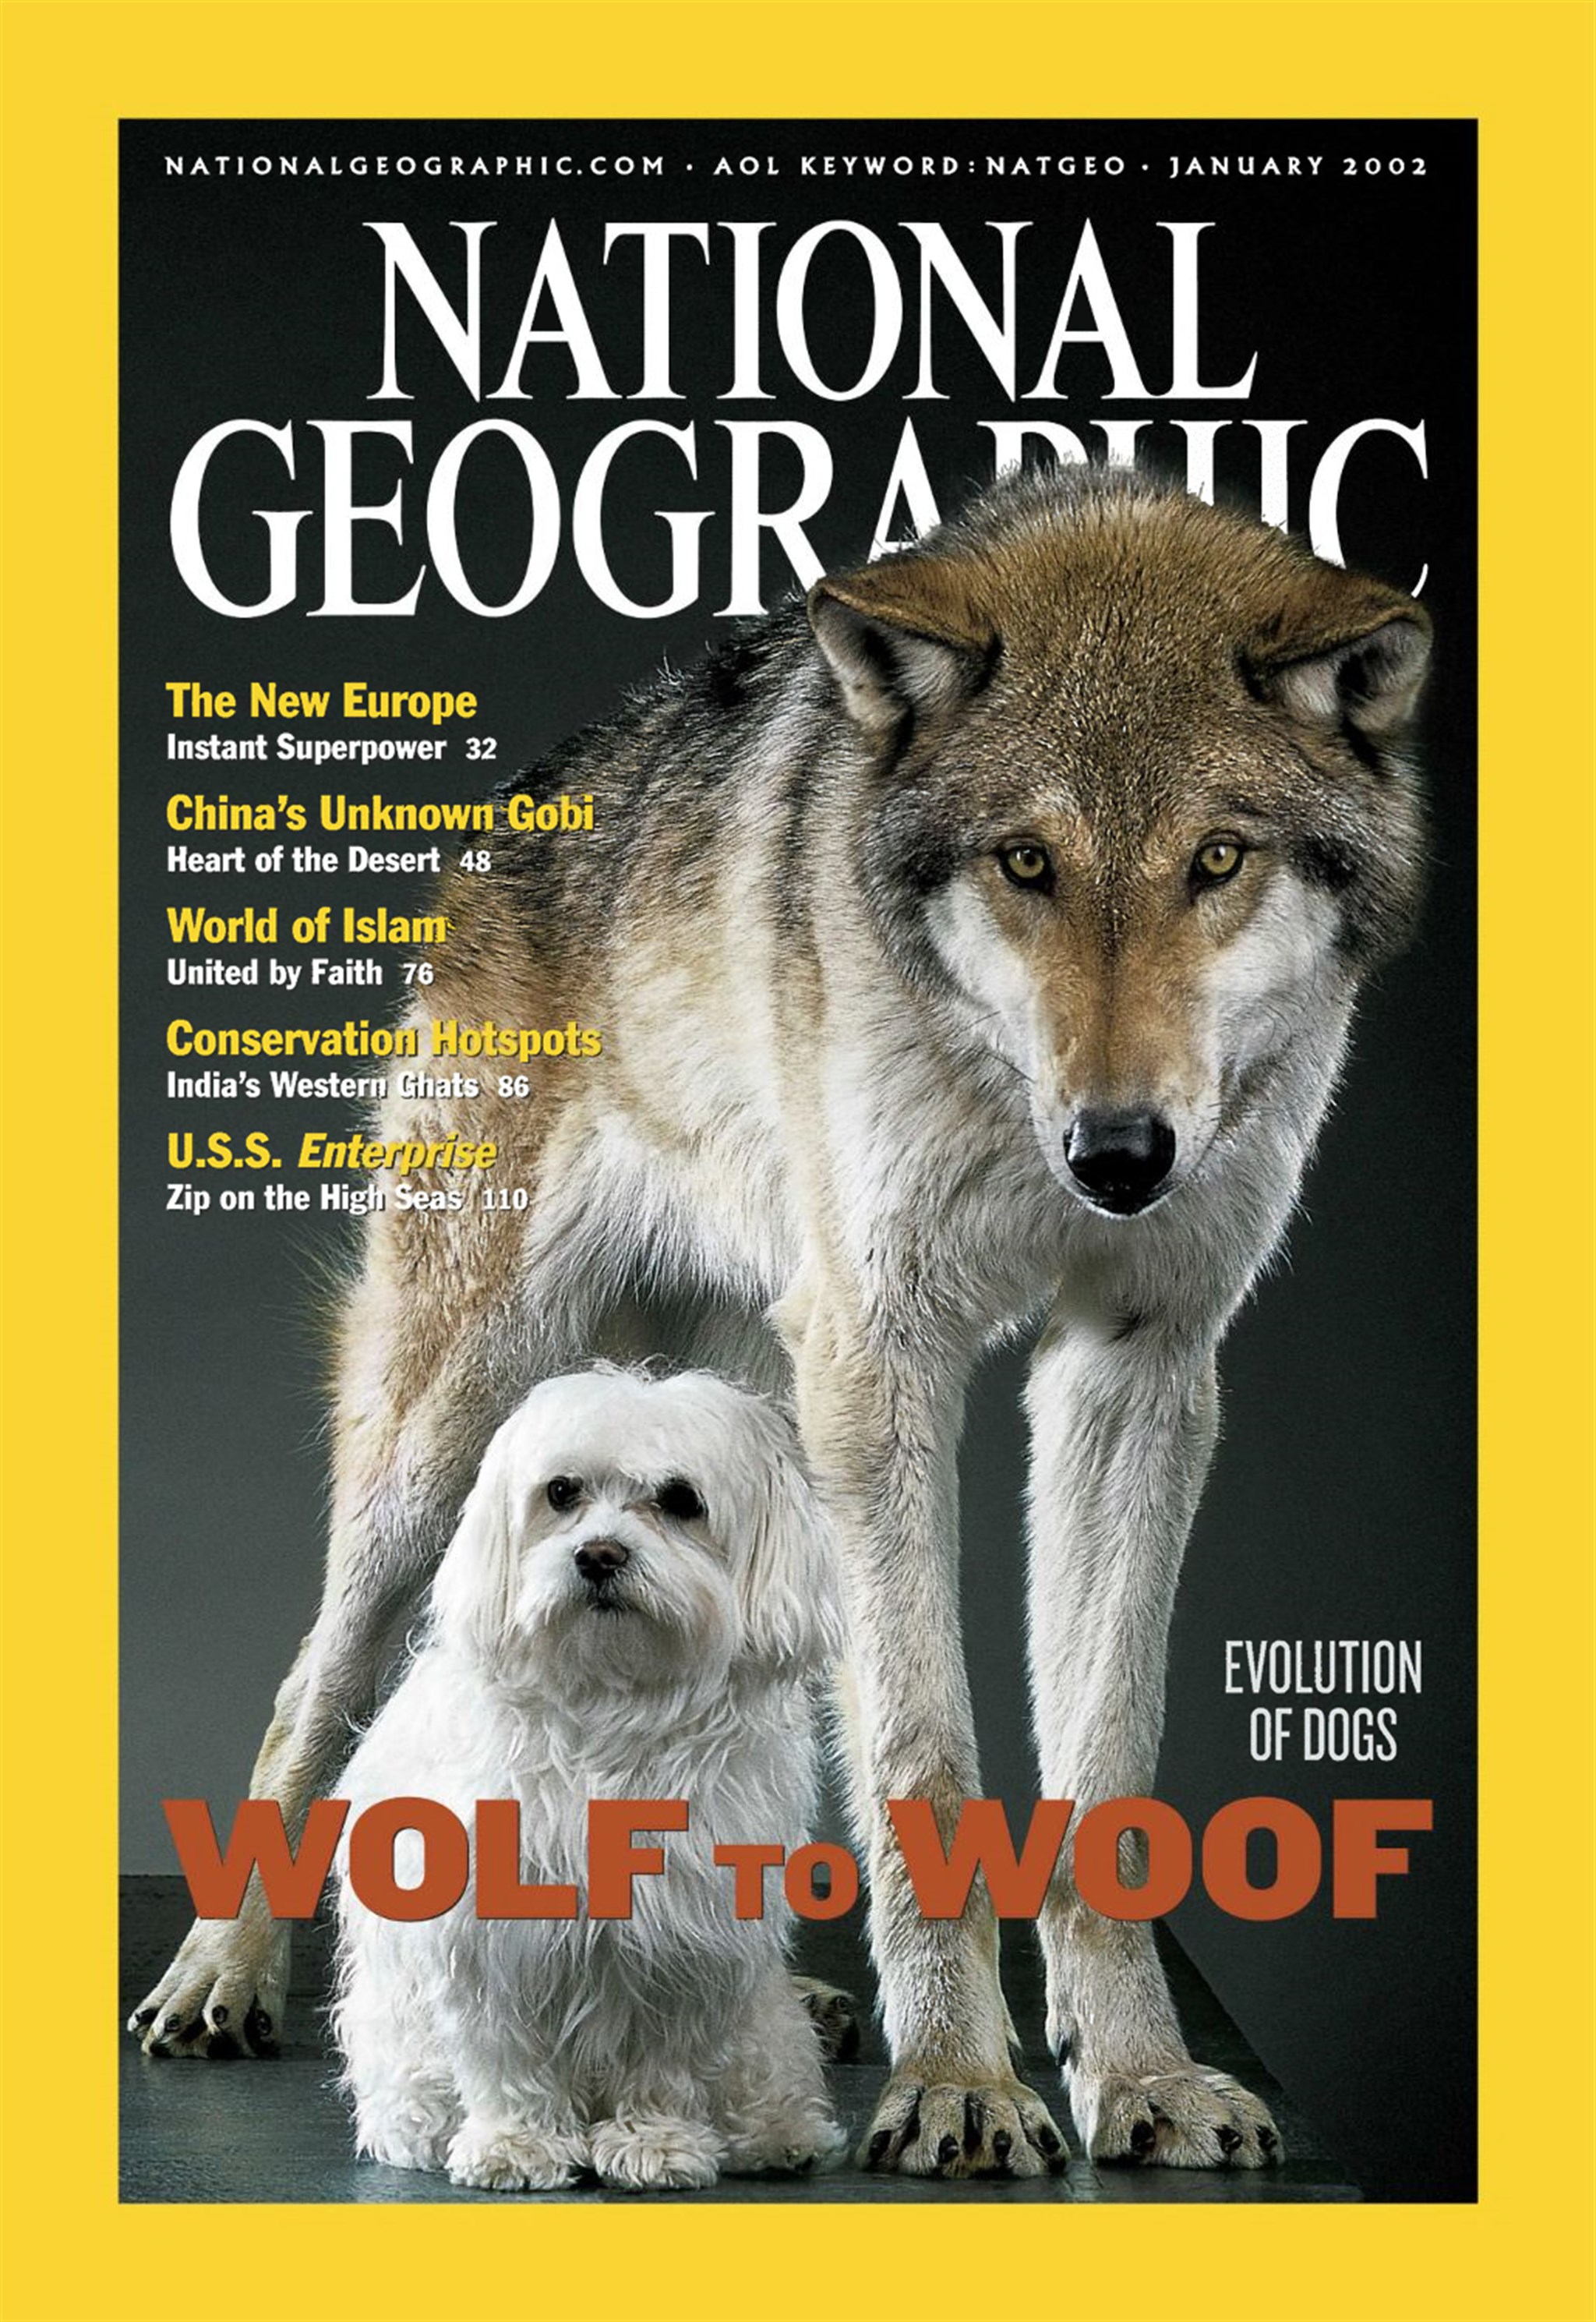 NATIONALGEOGRAPHIC.COM · AOL KEYWORD:NATGEO · JANUARY 2002
NATIONAL
GEOGRAPHIC
The New Europe
Instant Superpower 32
China's Unknown Gobi
Heart of the Desert 48
World of Islam
United by Faith 76
Conservation Hotspots
India's Western Ghats 86
U.S.S. Enterprise
Zip on the High Seas 110
EVOLUTION
OF DOGS
WOLF TO WOOF